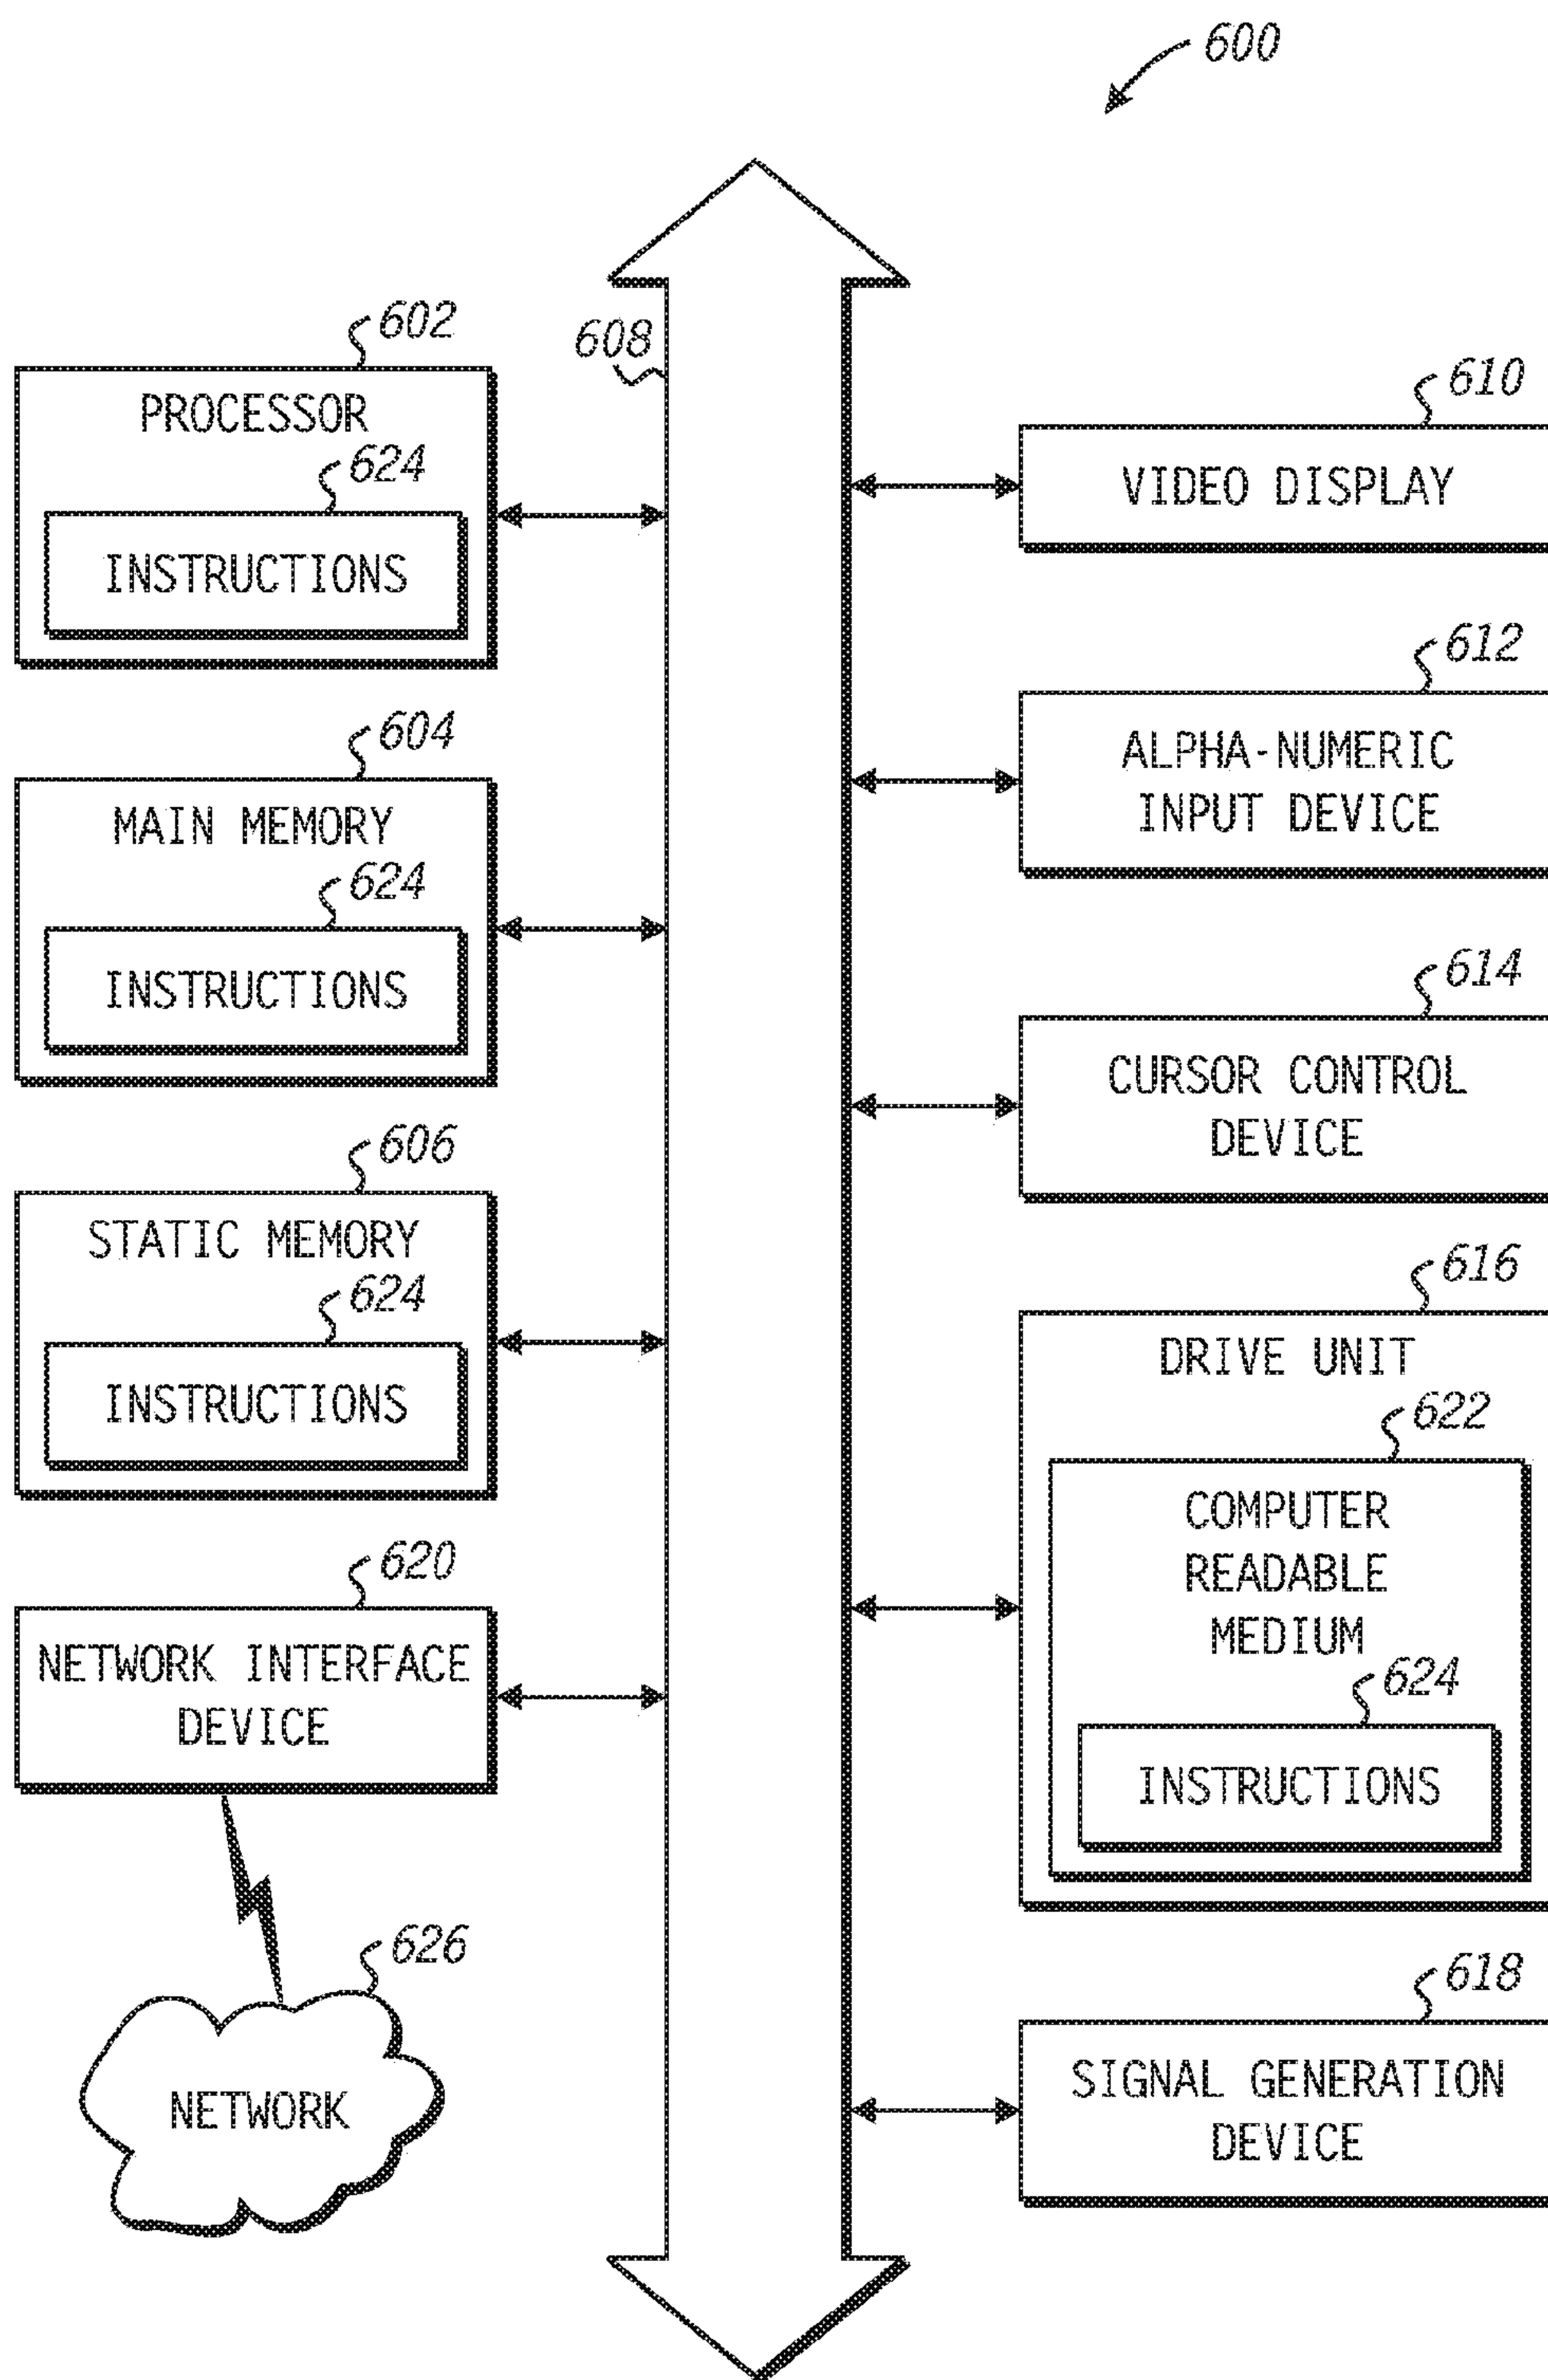 600
608
602
PROCESSOR
624
INSTRUCTIONS
604
MAIN MEMORY
624
INSTRUCTIONS
606
STATIC MEMORY
624
INSTRUCTIONS
620
NETWORK INTERFACE
DEVICE
626
NETWORK
610
VIDEO DISPLAY
612
ALPHA-NUMERIC
INPUT DEVICE
614
CURSOR CONTROL
DEVICE
616
DRIVE UNIT
622
COMPUTER
READABLE
MEDIUM
624
INSTRUCTIONS
618
SIGNAL GENERATION
DEVICE